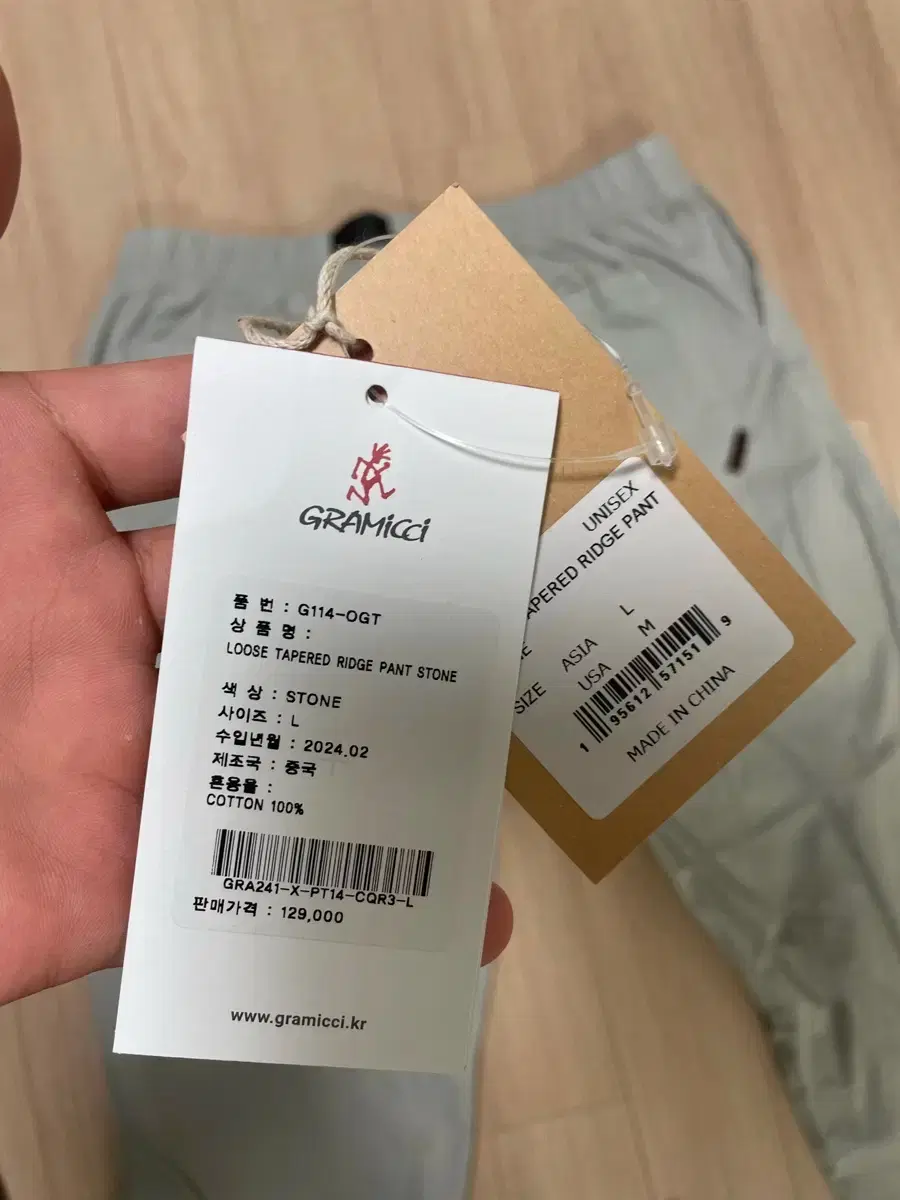 GRAMiCCi
품 번 : G114-OGT
상 품 명 :
LOOSE TAPERED RIDGE PANT STONE
색 상 : STONE
사이즈 : L
수입년월 : 2024.02
제조국 : 중국
혼용율 :
COTTON 100%
GRA241-X-PT14-CQR3-L
판매가격 : 129,000
www.gramicci.kr
UNISEX
RIDGE PANT
SIZE ASIA L
USA M
1 95612 57151 9
MADE IN CHINA